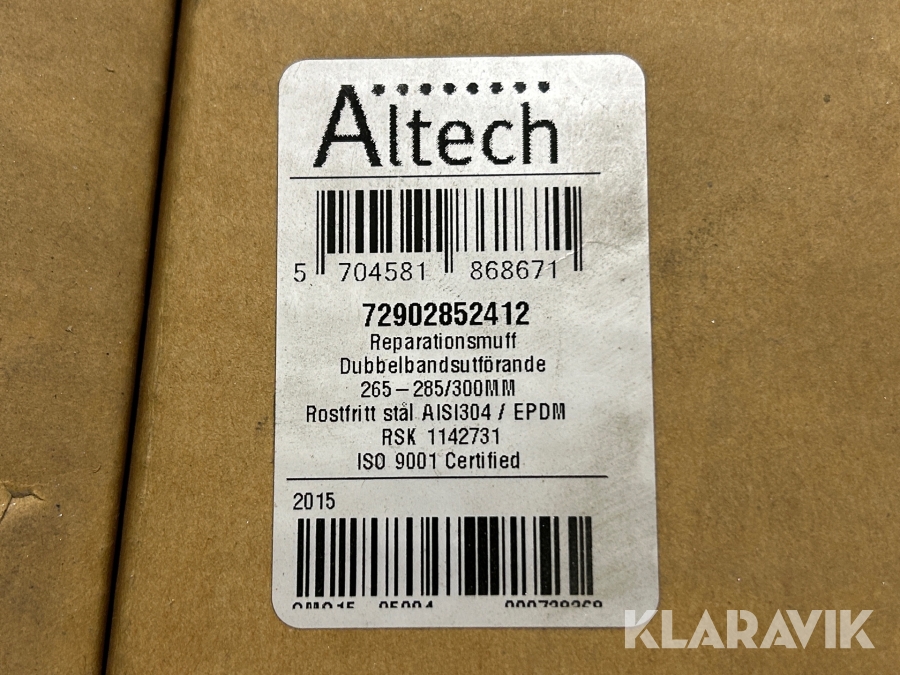 Altech
5 704581 868671
72902852412
Reparationsmuff
Dubbelbandsutförande
265-285/300MM
Rostfritt stål AISI304 / EPDM
RSK 1142731
ISO 9001 Certified
2015
KLARAVIK